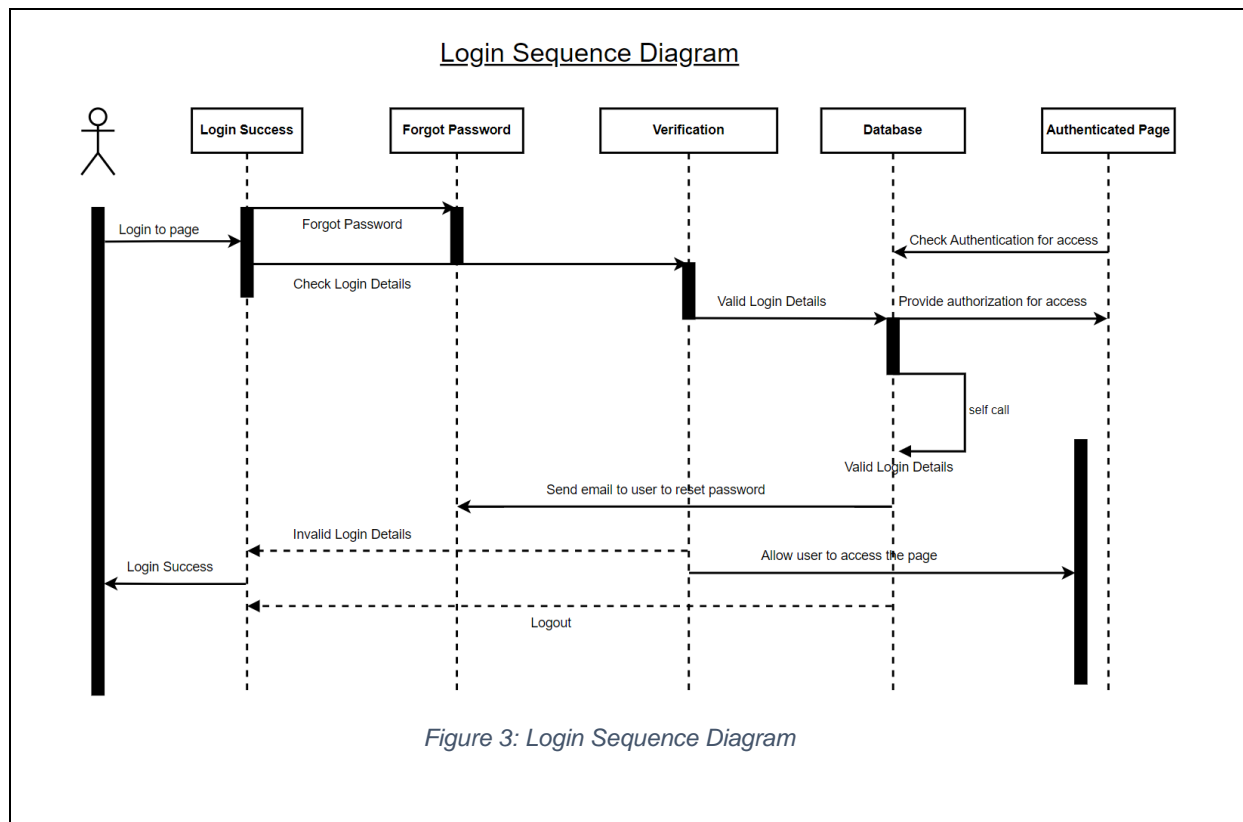 Login Sequence Diagram
Login Success
Forgot Password
Verification
Database
Authenticated Page
Login to page
Forgot Password
Check Authentication for access
Check Login Details
Valid Login Details
Provide authorization for access
self call
Valid Login Details
Send email to user to reset password
Invalid Login Details
Allow user to access the page
Login Success
Logout
Figure 3: Login Sequence Diagram